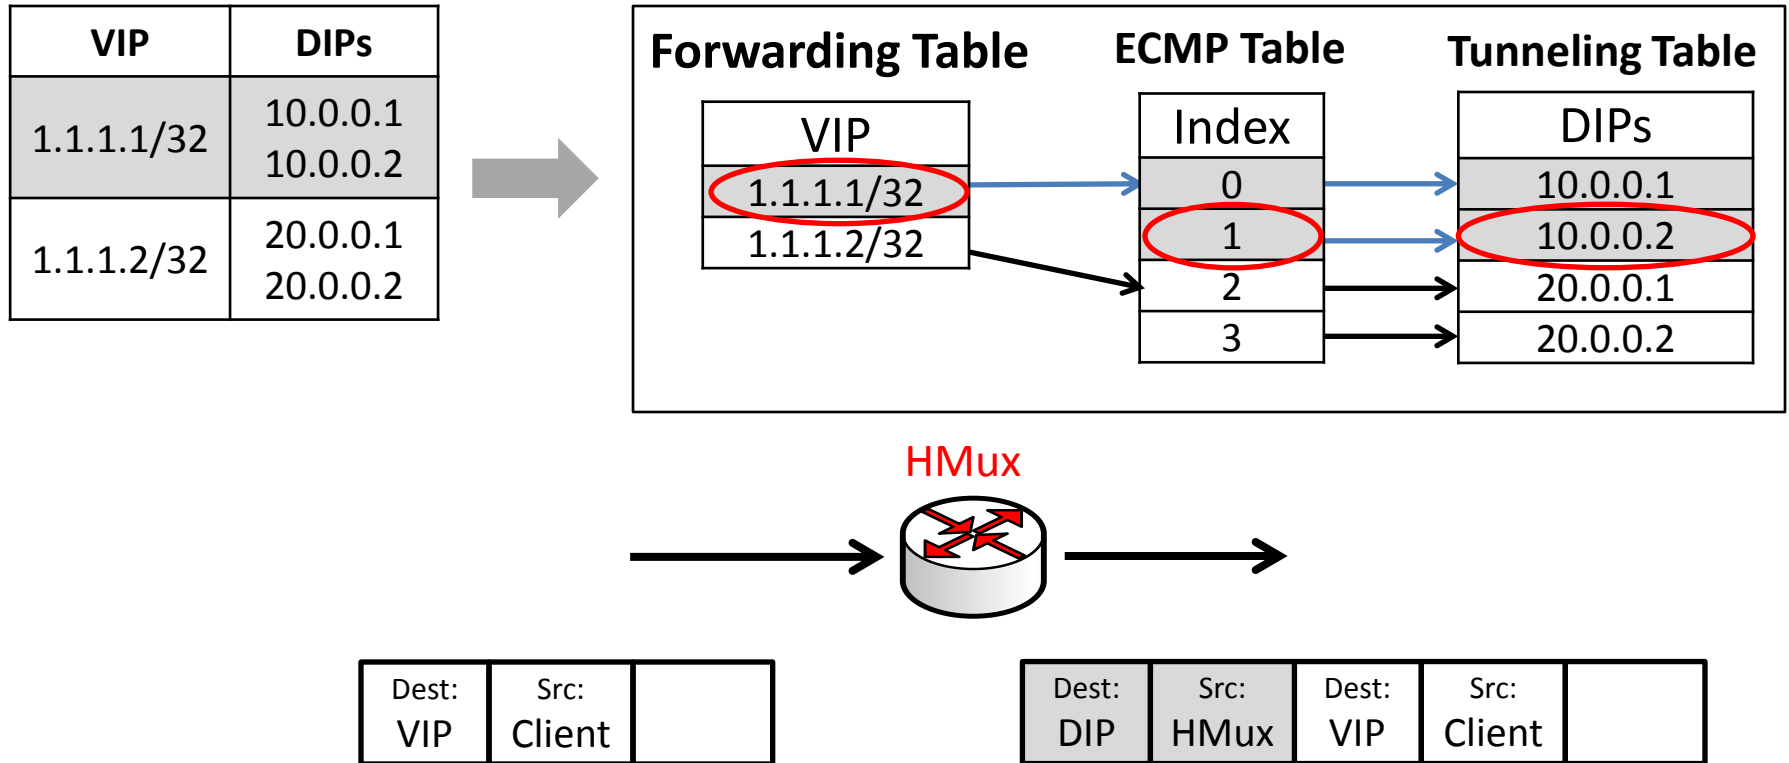 VIP DIPs
1.1.1.1/32 10.0.0.1
10.0.0.2
1.1.1.2/32 20.0.0.1
20.0.0.2
Forwarding Table
VIP
1.1.1.1/32
1.1.1.2/32
ECMP Table
Index
0
1
2
3
Tunneling Table
DIPs
10.0.0.1
10.0.0.2
20.0.0.1
20.0.0.2
HMux
Dest: Src:
VIP Client
Dest: Src: Dest: Src:
DIP HMux VIP Client